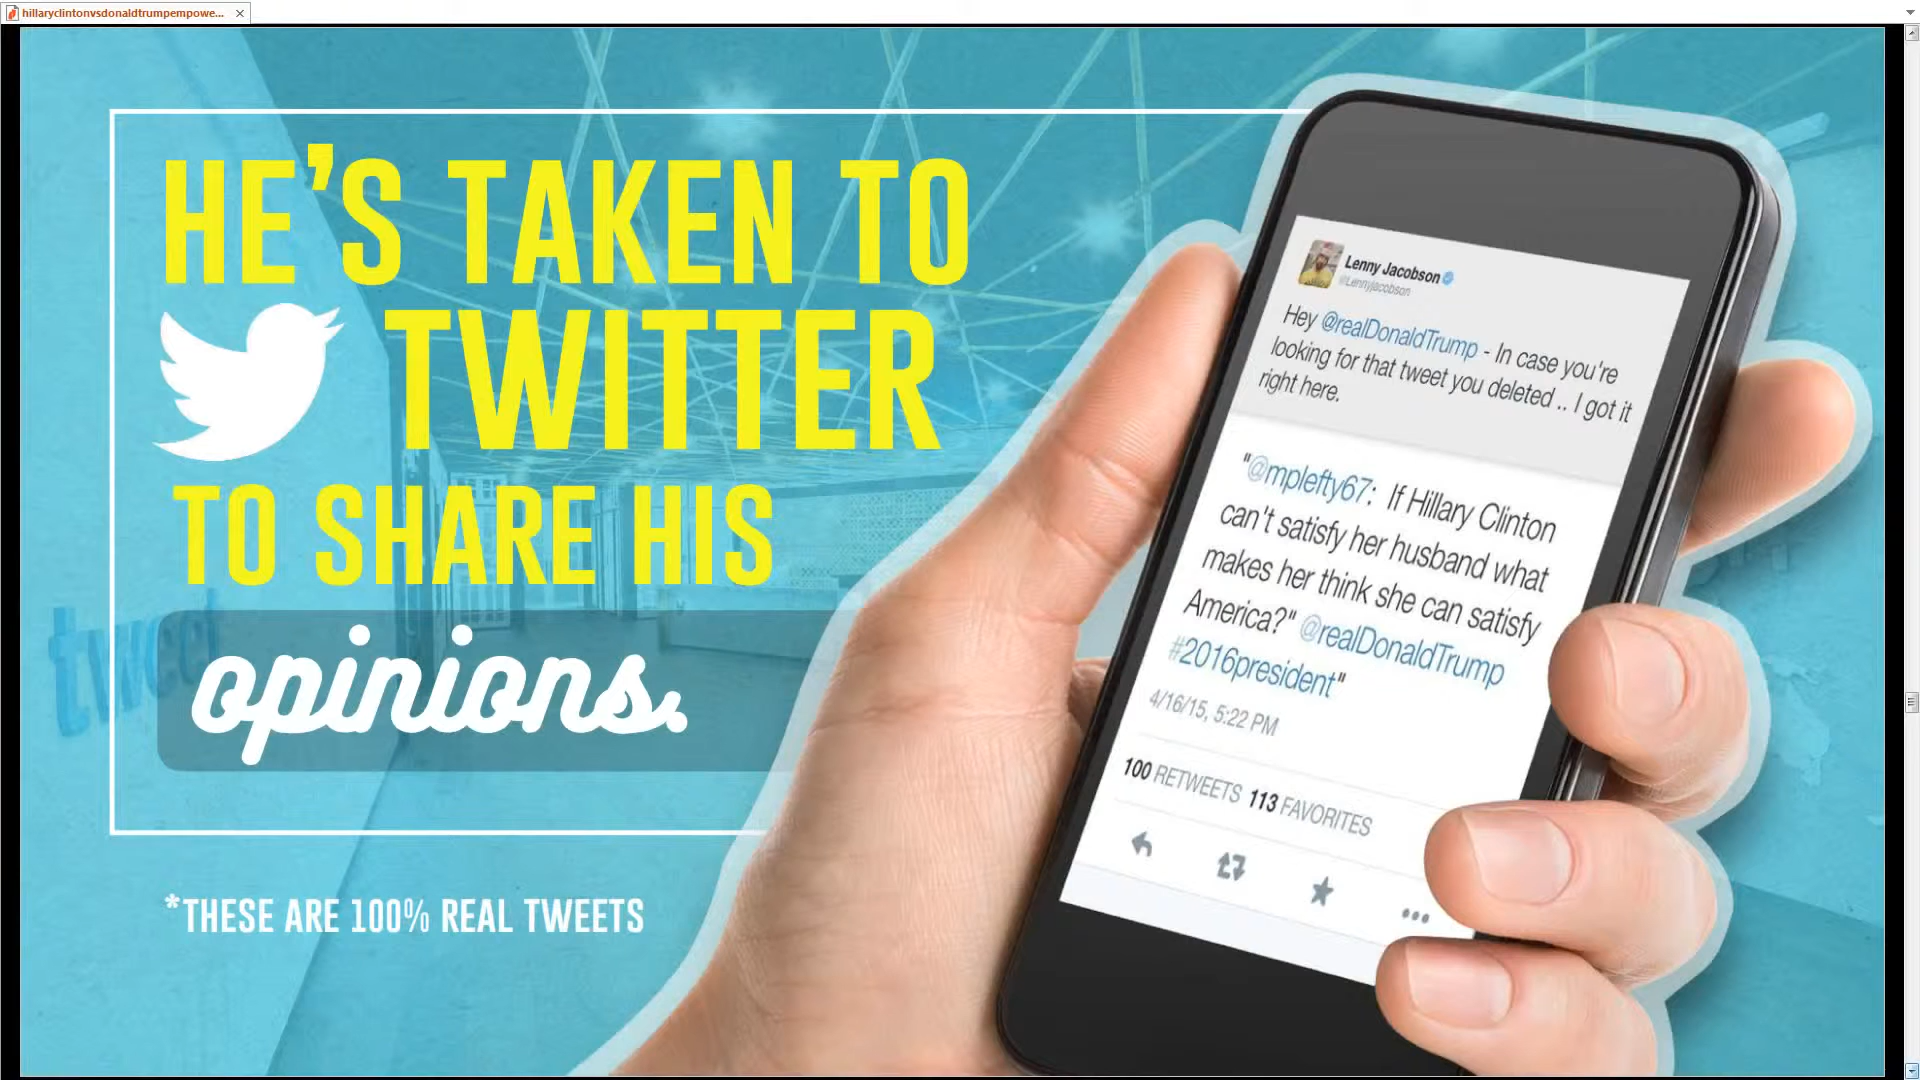 hillaryclintonvsdonaldtrumpempowe...
HE'S TAKEN TO
TWITTER
TO SHARE HIS
opinions.
*THESE ARE 100% REAL TWEETS
tweet
Lenny Jacobson
@Lennyjacobson
Hey @realDonaldTrump - In case you're
looking for that tweet you deleted .. I got it
right here.
"@mplefty67: If Hillary Clinton
can't satisfy her husband what
makes her think she can satisfy
America?" @realDonaldTrump
#2016president"
4/16/15, 5:22 PM
100 RETWEETS 113 FAVORITES